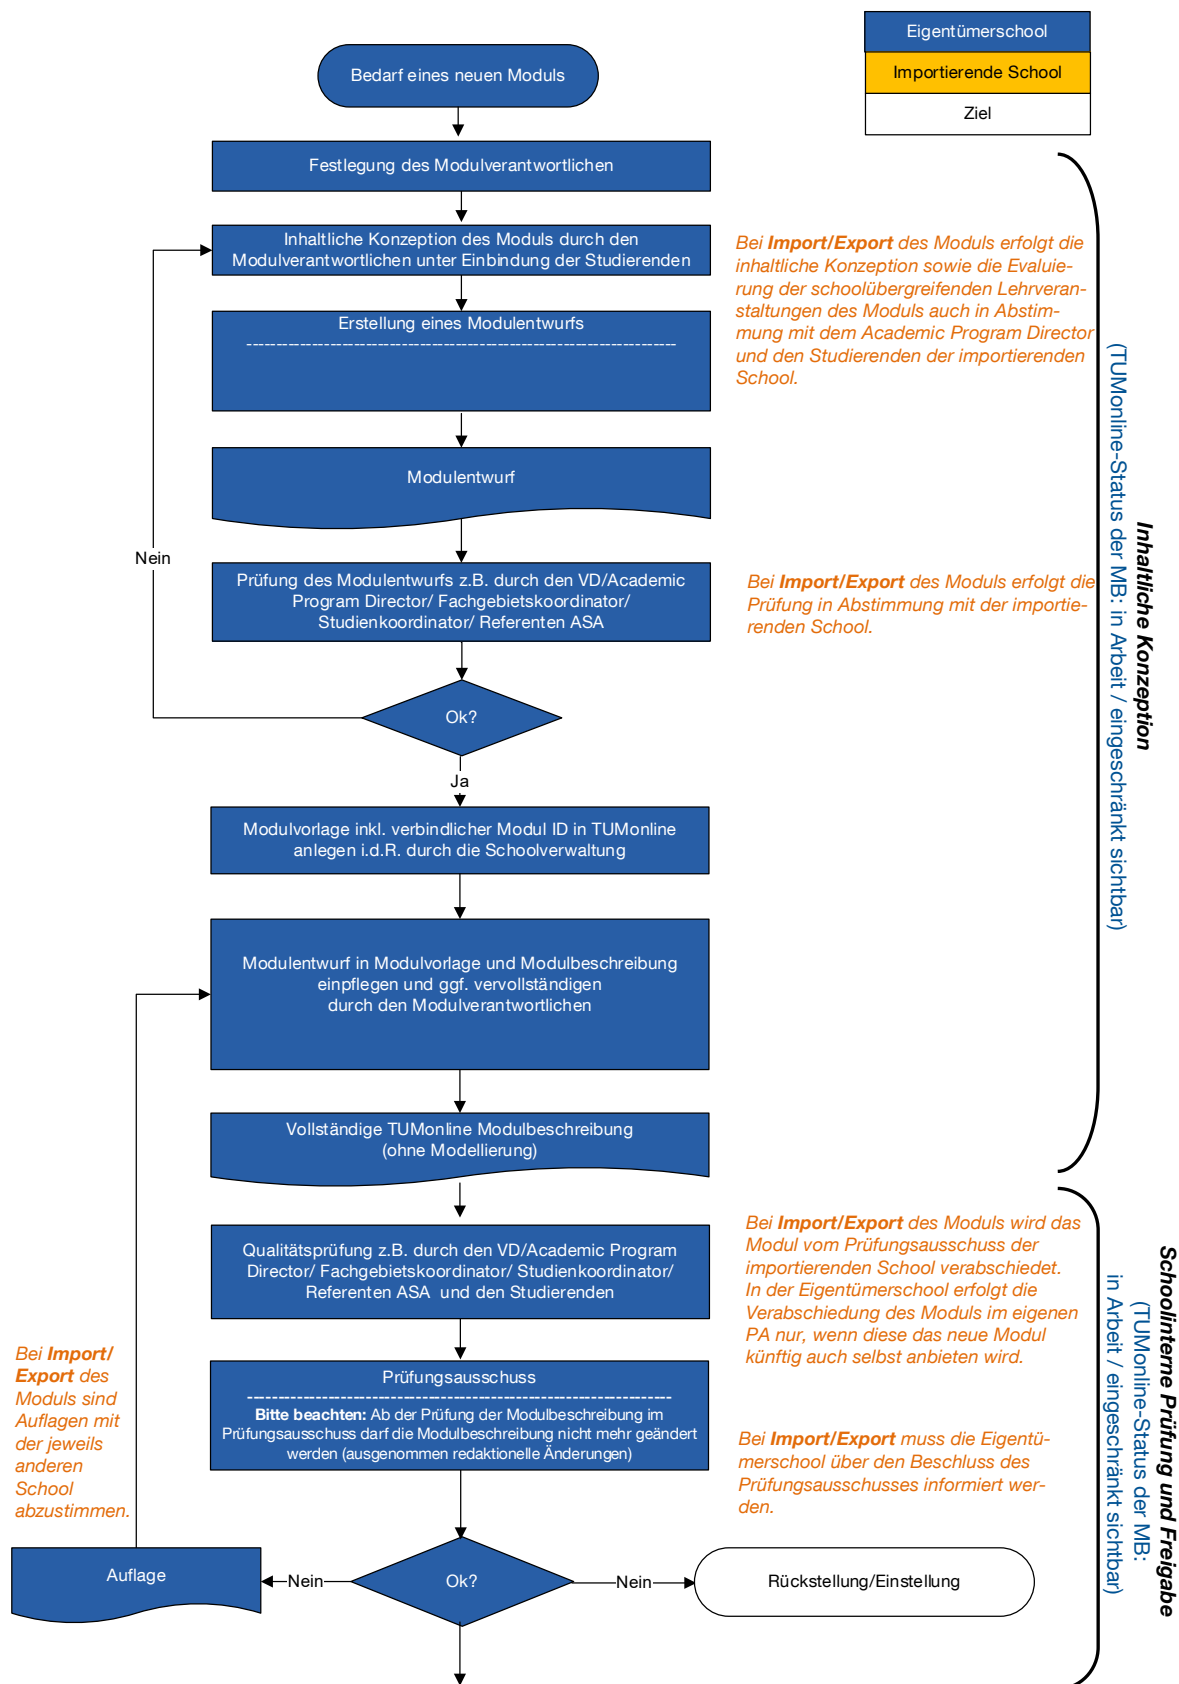 Eigentümerschool
Importierende School
Ziel
Bedarf eines neuen Moduls
Festlegung des Modulverantwortlichen
Inhaltliche Konzeption des Moduls durch den
Modulverantwortlichen unter Einbindung der Studierenden
Bei Import/Export des Moduls erfolgt die
inhaltliche Konzeption sowie die Evaluie-
rung der schoolübergreifenden Lehrveran-
staltungen des Moduls auch in Abstim-
mung mit dem Academic Program Director
und den Studierenden der importierenden
School.
Erstellung eines Modulentwurfs
------------------------------------------------------------------------
Modulentwurf
Nein
Prüfung des Modulentwurfs z.B. durch den VD/Academic
Program Director/ Fachgebietskoordinator/
Studienkoordinator/ Referenten ASA
Bei Import/Export des Moduls erfolgt die
Prüfung in Abstimmung mit der importie-
renden School.
Ok?
Ja
Modulvorlage inkl. verbindlicher Modul ID in TUMonline
anlegen i.d.R. durch die Schoolverwaltung
Modulentwurf in Modulvorlage und Modulbeschreibung
einpflegen und ggf. vervollständigen
durch den Modulverantwortlichen
Vollständige TUMonline Modulbeschreibung
(ohne Modellierung)
Inhaltliche Konzeption
(TUMonline-Status der MB: in Arbeit / eingeschränkt sichtbar)
Qualitätsprüfung z.B. durch den VD/Academic Program
Director/ Fachgebietskoordinator/ Studienkoordinator/
Referenten ASA und den Studierenden
Bei Import/Export des Moduls wird das
Modul vom Prüfungsausschuss der
importierenden School verabschiedet.
In der Eigentümerschool erfolgt die
Verabschiedung des Moduls im eigenen
PA nur, wenn diese das neue Modul
künftig auch selbst anbieten wird.
Bei Import/
Export des
Moduls sind
Auflagen mit
der jeweils
anderen
School
abzustimmen.
Prüfungsausschuss
------------------------------------------------------------------------
Bitte beachten: Ab der Prüfung der Modulbeschreibung im
Prüfungsausschuss darf die Modulbeschreibung nicht mehr geändert
werden (ausgenommen redaktionelle Änderungen)
Bei Import/Export muss die Eigentü-
merschool über den Beschluss des
Prüfungsausschusses informiert wer-
den.
Auflage
Nein
Ok?
Nein
Rückstellung/Einstellung
Schoolinterne Prüfung und Freigabe
(TUMonline-Status der MB:
in Arbeit / eingeschränkt sichtbar)